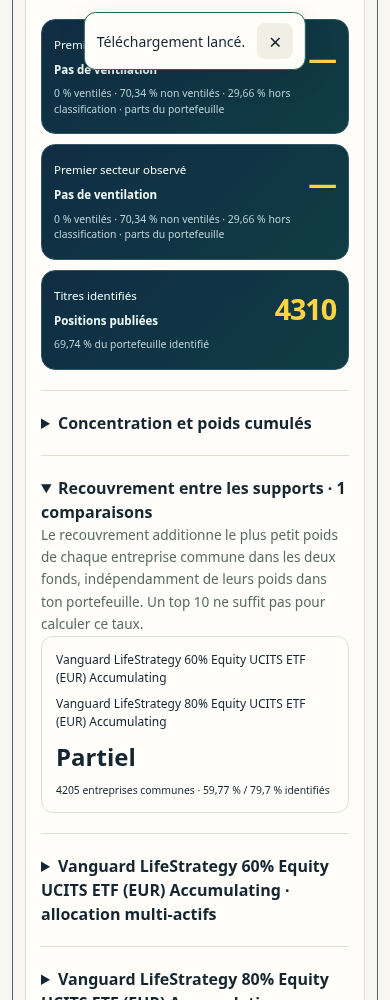 Téléchargement lancé. ✕
—
Pas de ventilation
0 % ventilés · 70,34 % non ventilés · 29,66 % hors
classification · parts du portefeuille
Premier secteur observé
—
Pas de ventilation
0 % ventilés · 70,34 % non ventilés · 29,66 % hors
classification · parts du portefeuille
Titres identifiés
4310
Positions publiées
69,74 % du portefeuille identifié
▶ Concentration et poids cumulés
▼ Recouvrement entre les supports · 1
comparaisons
Le recouvrement additionne le plus petit poids
de chaque entreprise commune dans les deux
fonds, indépendamment de leurs poids dans
ton portefeuille. Un top 10 ne suffit pas pour
calculer ce taux.
Vanguard LifeStrategy 60% Equity UCITS ETF
(EUR) Accumulating
Vanguard LifeStrategy 80% Equity UCITS ETF
(EUR) Accumulating
Partiel
4205 entreprises communes · 59,77 % / 79,7 % identifiés
▶ Vanguard LifeStrategy 60% Equity
UCITS ETF (EUR) Accumulating ·
allocation multi-actifs
▶ Vanguard LifeStrategy 80% Equity